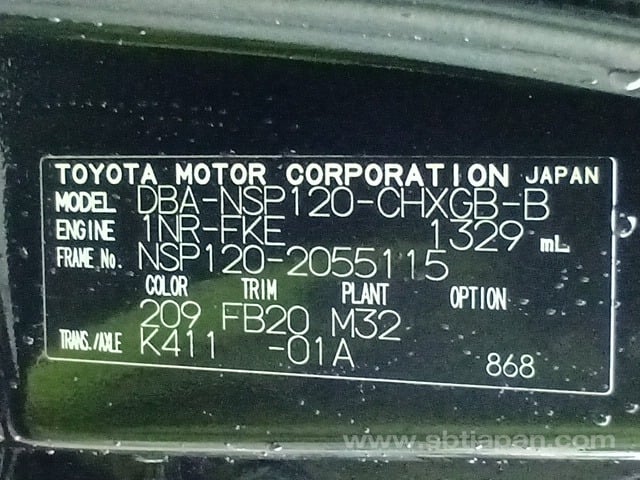 TOYOTA MOTOR CORPORATION JAPAN
MODEL DBA-NSP120-CHXGB-B
ENGINE 1NR-FKE 1329 mL
FRAME No. NSP120-2055115
COLOR TRIM PLANT OPTION
209 FB20 M32
TRANS./AXLE K411 -01A
868
www.sbtjapan.com